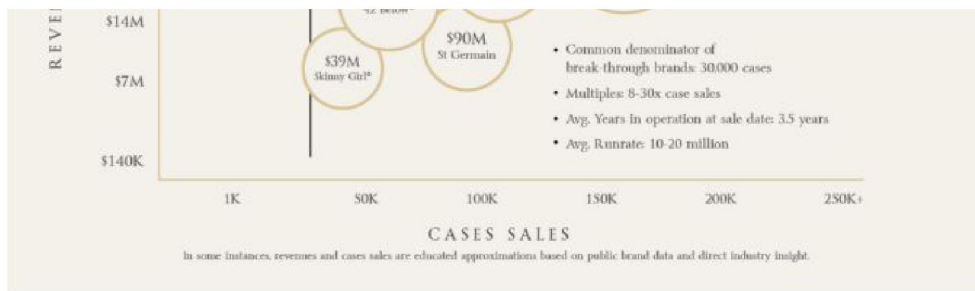 REVE
$14M
42 Below
$90M
St Germain
$39M
Skinny Girl®
$7M
• Common denominator of
break-through brands: 30,000 cases
• Multiples: 8-30x case sales
• Avg. Years in operation at sale date: 3.5 years
• Avg. Runrate: 10-20 million
$140K
1K 50K 100K 150K 200K 250K+
CASES SALES
In some instances, revenues and cases sales are educated approximations based on public brand data and direct industry insight.